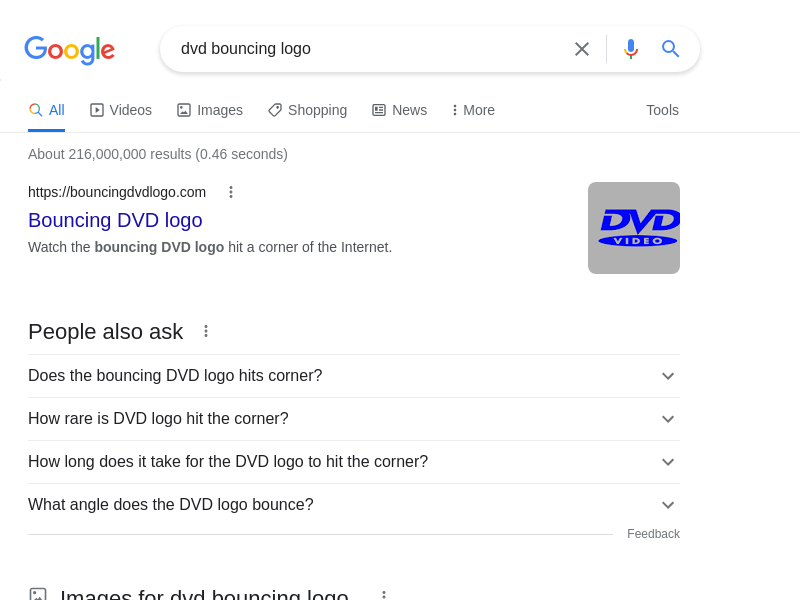 Google
dvd bouncing logo
All Videos Images Shopping News More Tools
About 216,000,000 results (0.46 seconds)
https://bouncingdvdlogo.com
Bouncing DVD logo
Watch the bouncing DVD logo hit a corner of the Internet.
DVD
VIDEO
People also ask
Does the bouncing DVD logo hits corner?
How rare is DVD logo hit the corner?
How long does it take for the DVD logo to hit the corner?
What angle does the DVD logo bounce?
Feedback
Images for dvd bouncing logo